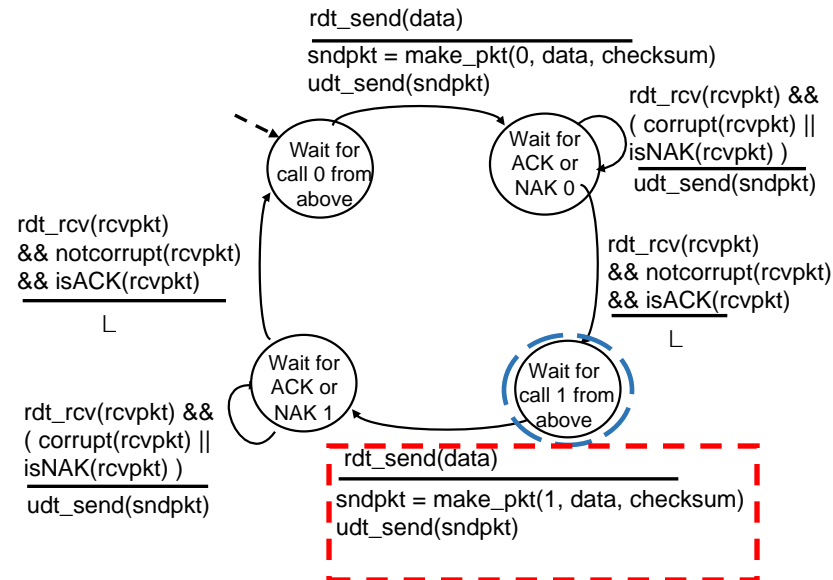 rdt_send(data)
sndpkt = make_pkt(0, data, checksum)
udt_send(sndpkt)
Wait for
call 0 from
above
Wait for
ACK or
NAK 0
rdt_rcv(rcvpkt) &&
( corrupt(rcvpkt) ||
isNAK(rcvpkt) )
udt_send(sndpkt)
rdt_rcv(rcvpkt)
&& notcorrupt(rcvpkt)
&& isACK(rcvpkt)
L
rdt_rcv(rcvpkt)
&& notcorrupt(rcvpkt)
&& isACK(rcvpkt)
L
Wait for
ACK or
NAK 1
Wait for
call 1 from
above
rdt_rcv(rcvpkt) &&
( corrupt(rcvpkt) ||
isNAK(rcvpkt) )
udt_send(sndpkt)
rdt_send(data)
sndpkt = make_pkt(1, data, checksum)
udt_send(sndpkt)